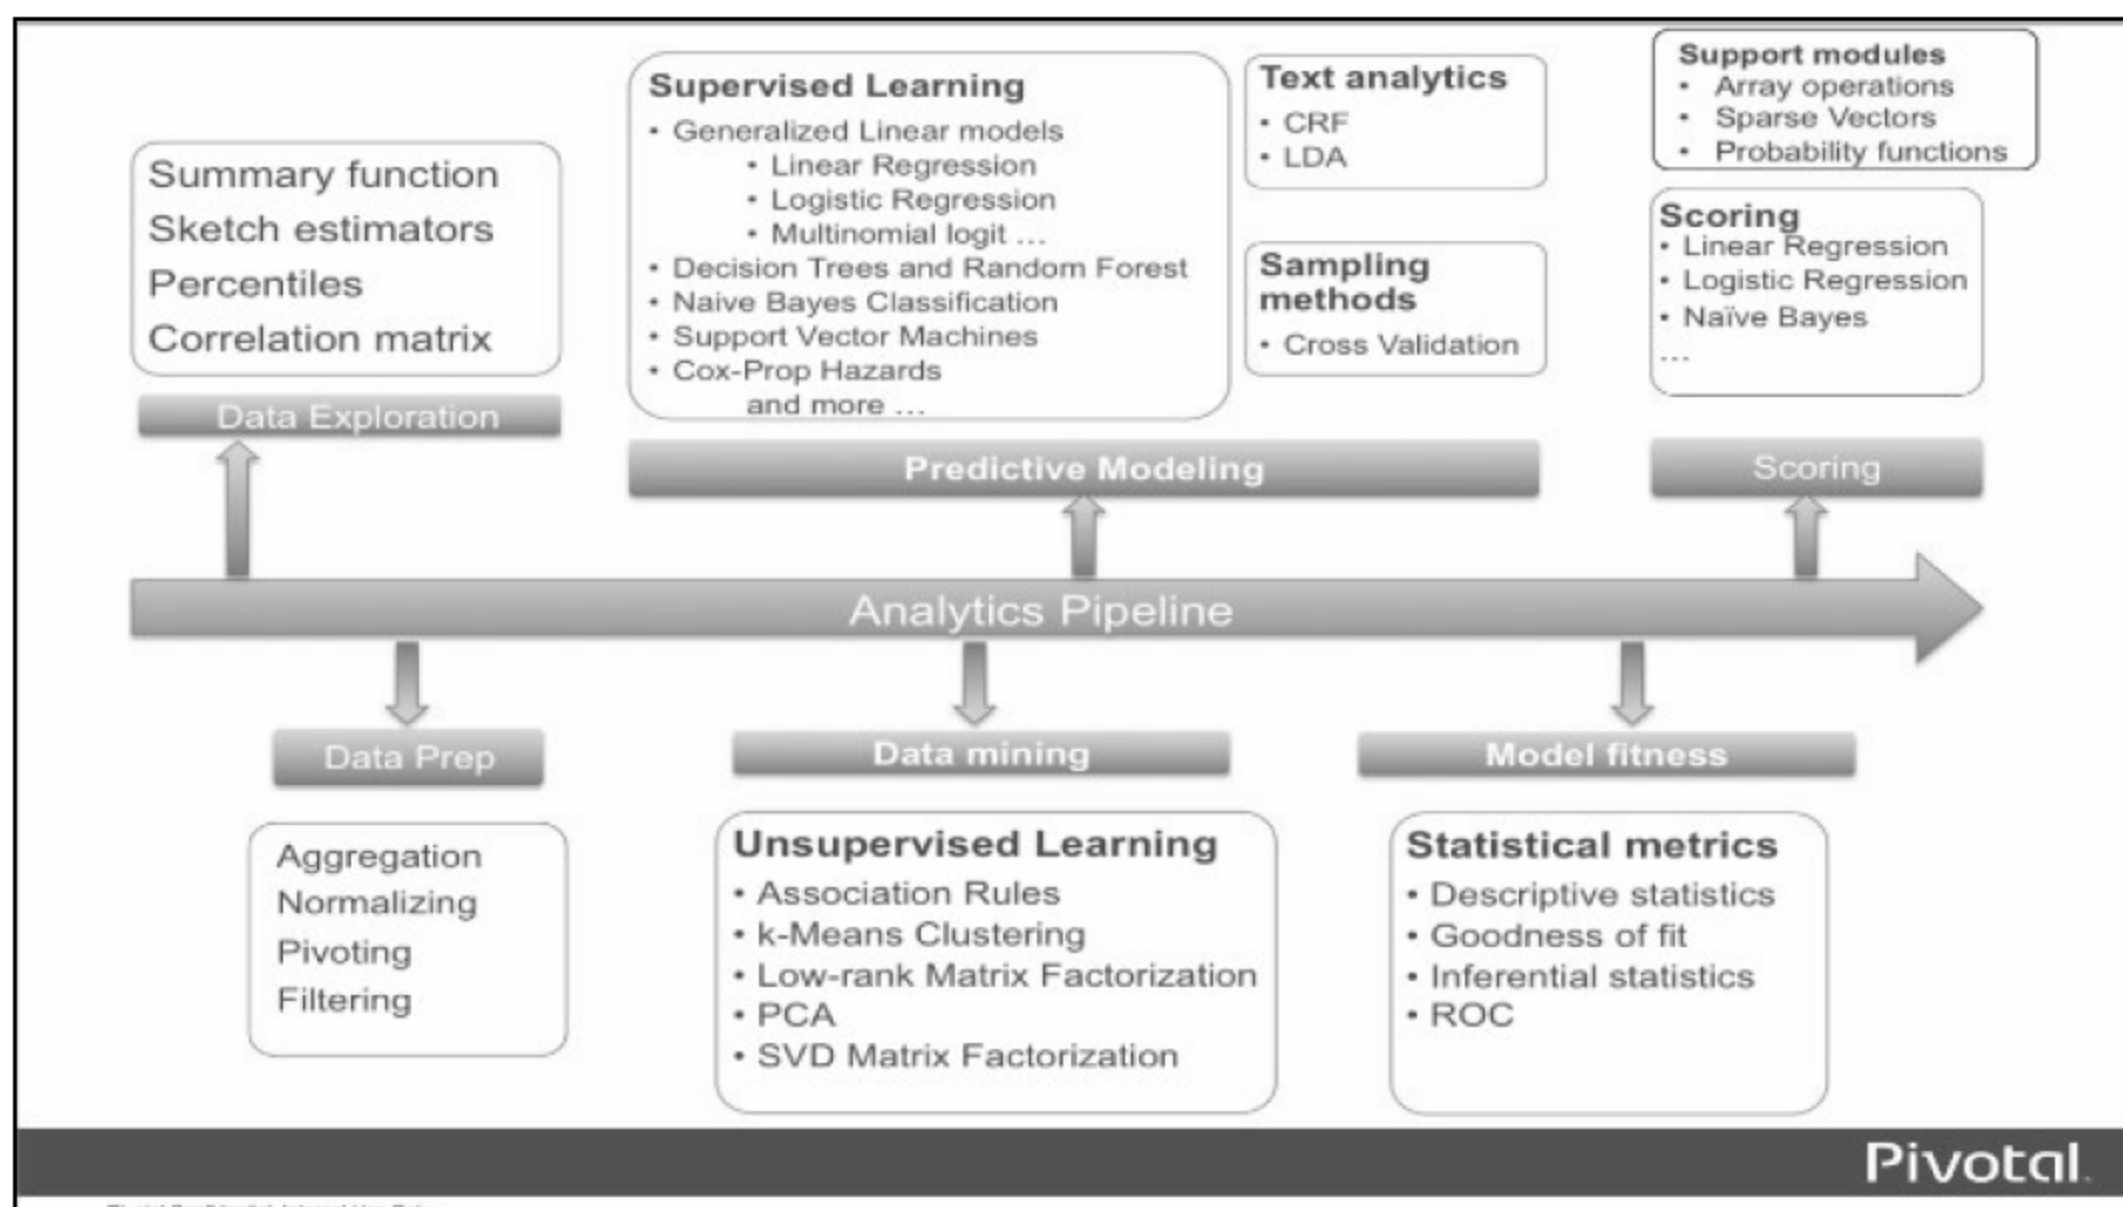 Summary function
Sketch estimators
Percentiles
Correlation matrix
Data Exploration
Supervised Learning
• Generalized Linear models
• Linear Regression
• Logistic Regression
• Multinomial logit ...
• Decision Trees and Random Forest
• Naive Bayes Classification
• Support Vector Machines
• Cox-Prop Hazards
and more ...
Text analytics
• CRF
• LDA
Sampling
methods
• Cross Validation
Predictive Modeling
Support modules
• Array operations
• Sparse Vectors
• Probability functions
Scoring
• Linear Regression
• Logistic Regression
• Naïve Bayes
...
Scoring
Analytics Pipeline
Data Prep
Aggregation
Normalizing
Pivoting
Filtering
Data mining
Unsupervised Learning
• Association Rules
• k-Means Clustering
• Low-rank Matrix Factorization
• PCA
• SVD Matrix Factorization
Model fitness
Statistical metrics
• Descriptive statistics
• Goodness of fit
• Inferential statistics
• ROC
Pivotal